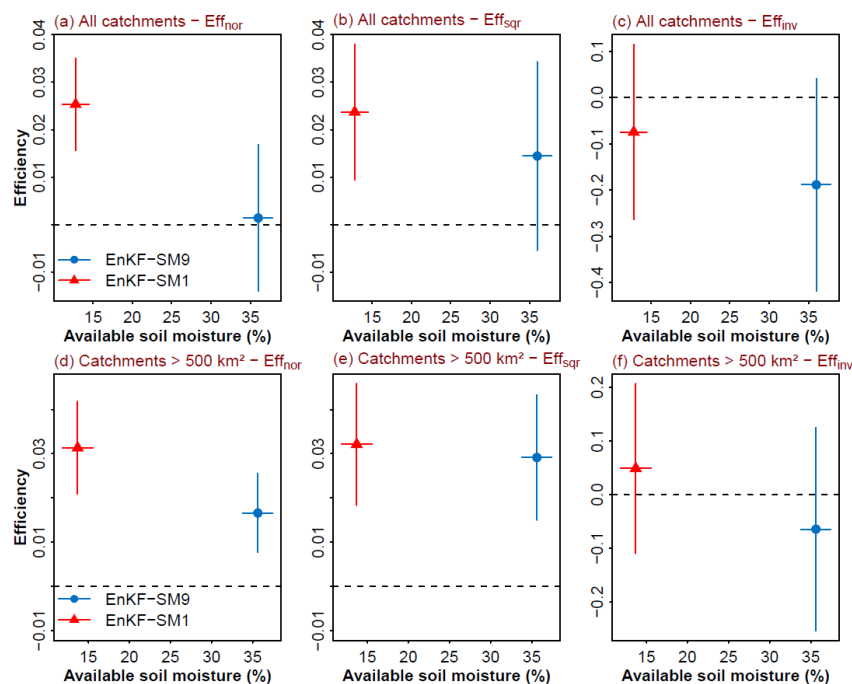 (a) All catchments − Effnor
(b) All catchments − Effsqr
(c) All catchments − Effinv
Efficiency
−0.01 0.01 0.02 0.03 0.04
−0.01 0.01 0.02 0.03 0.04
−0.4 −0.3 −0.2 −0.1 0.0 0.1
EnKF−SM9
EnKF−SM1
15 20 25 30 35
15 20 25 30 35
15 20 25 30 35
Available soil moisture (%)
Available soil moisture (%)
Available soil moisture (%)
(d) Catchments > 500 km² − Effnor
(e) Catchments > 500 km² − Effsqr
(f) Catchments > 500 km² − Effinv
Efficiency
−0.01 0.01 0.03
−0.01 0.01 0.03
−0.2 −0.1 0.0 0.1 0.2
EnKF−SM9
EnKF−SM1
15 20 25 30 35
15 20 25 30 35
15 20 25 30 35
Available soil moisture (%)
Available soil moisture (%)
Available soil moisture (%)